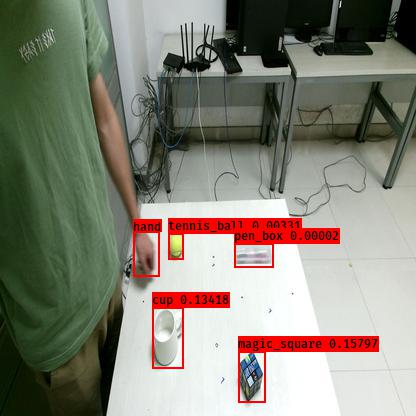 hand
tennis_ball 0.00331
pen_box 0.00002
cup 0.13418
magic_square 0.15797